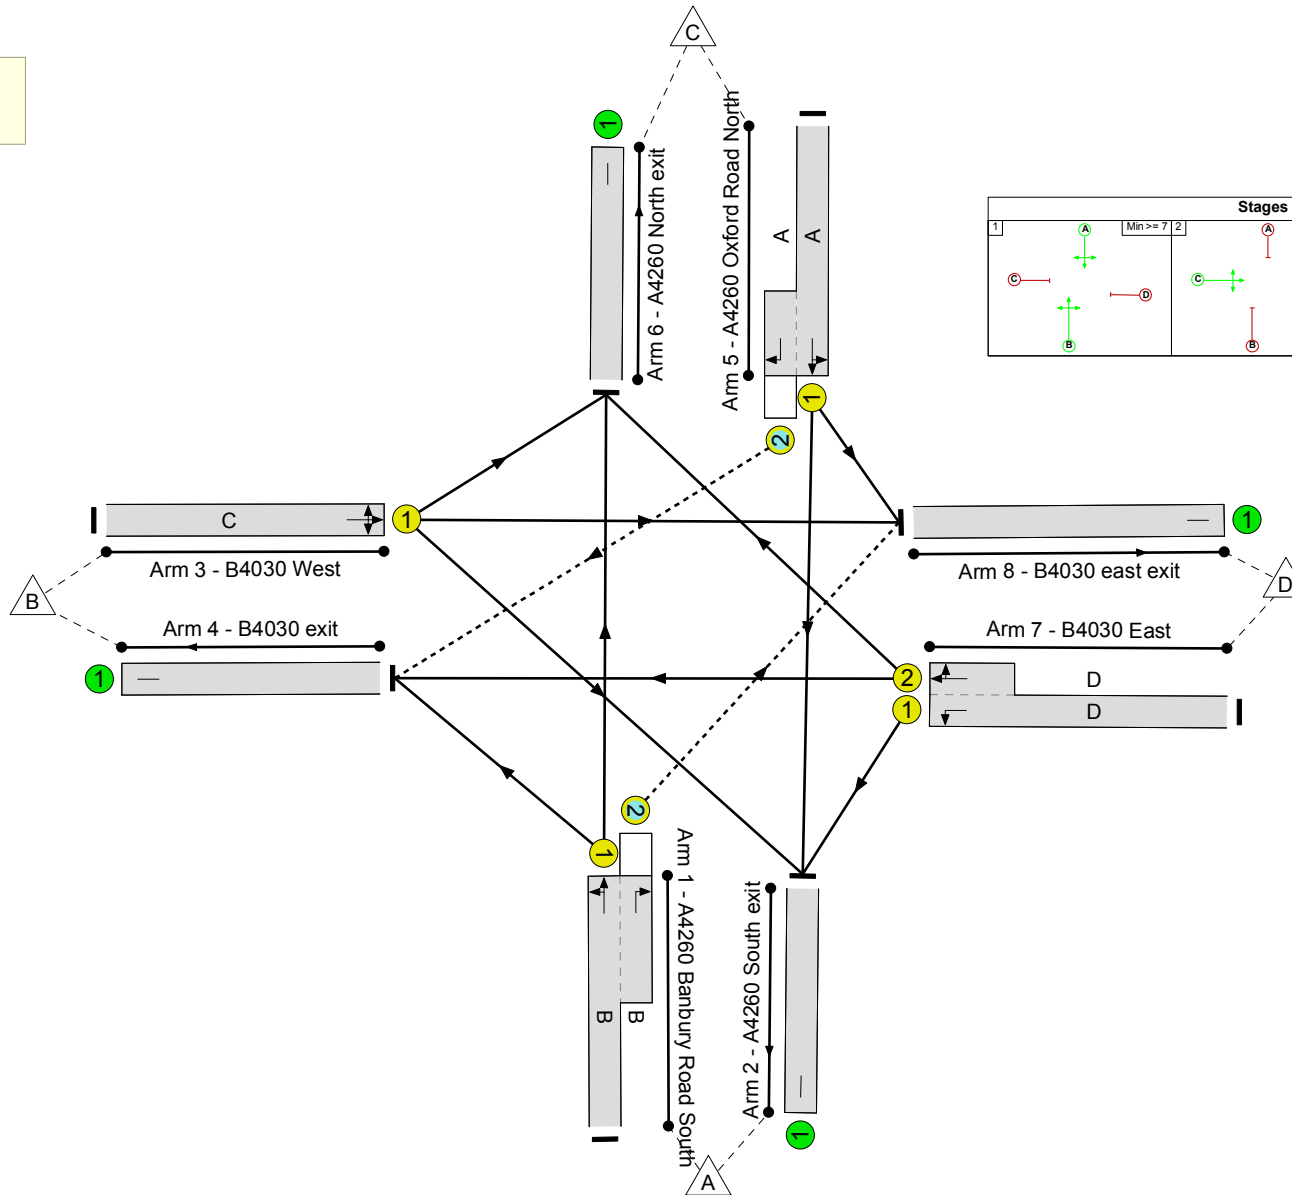 C
1
Arm 6 - A4260 North exit
Arm 5 - A4260 Oxford Road North
A
A
1
2
Stages
1
Min >= 7
2
A
C
D
B
A
C
B
C
1
Arm 3 - B4030 West
B
Arm 4 - B4030 exit
1
1
Arm 8 - B4030 east exit
D
Arm 7 - B4030 East
2
D
1
D
2
1
Arm 1 - A4260 Banbury Road South
B
B
Arm 2 - A4260 South exit
1
A